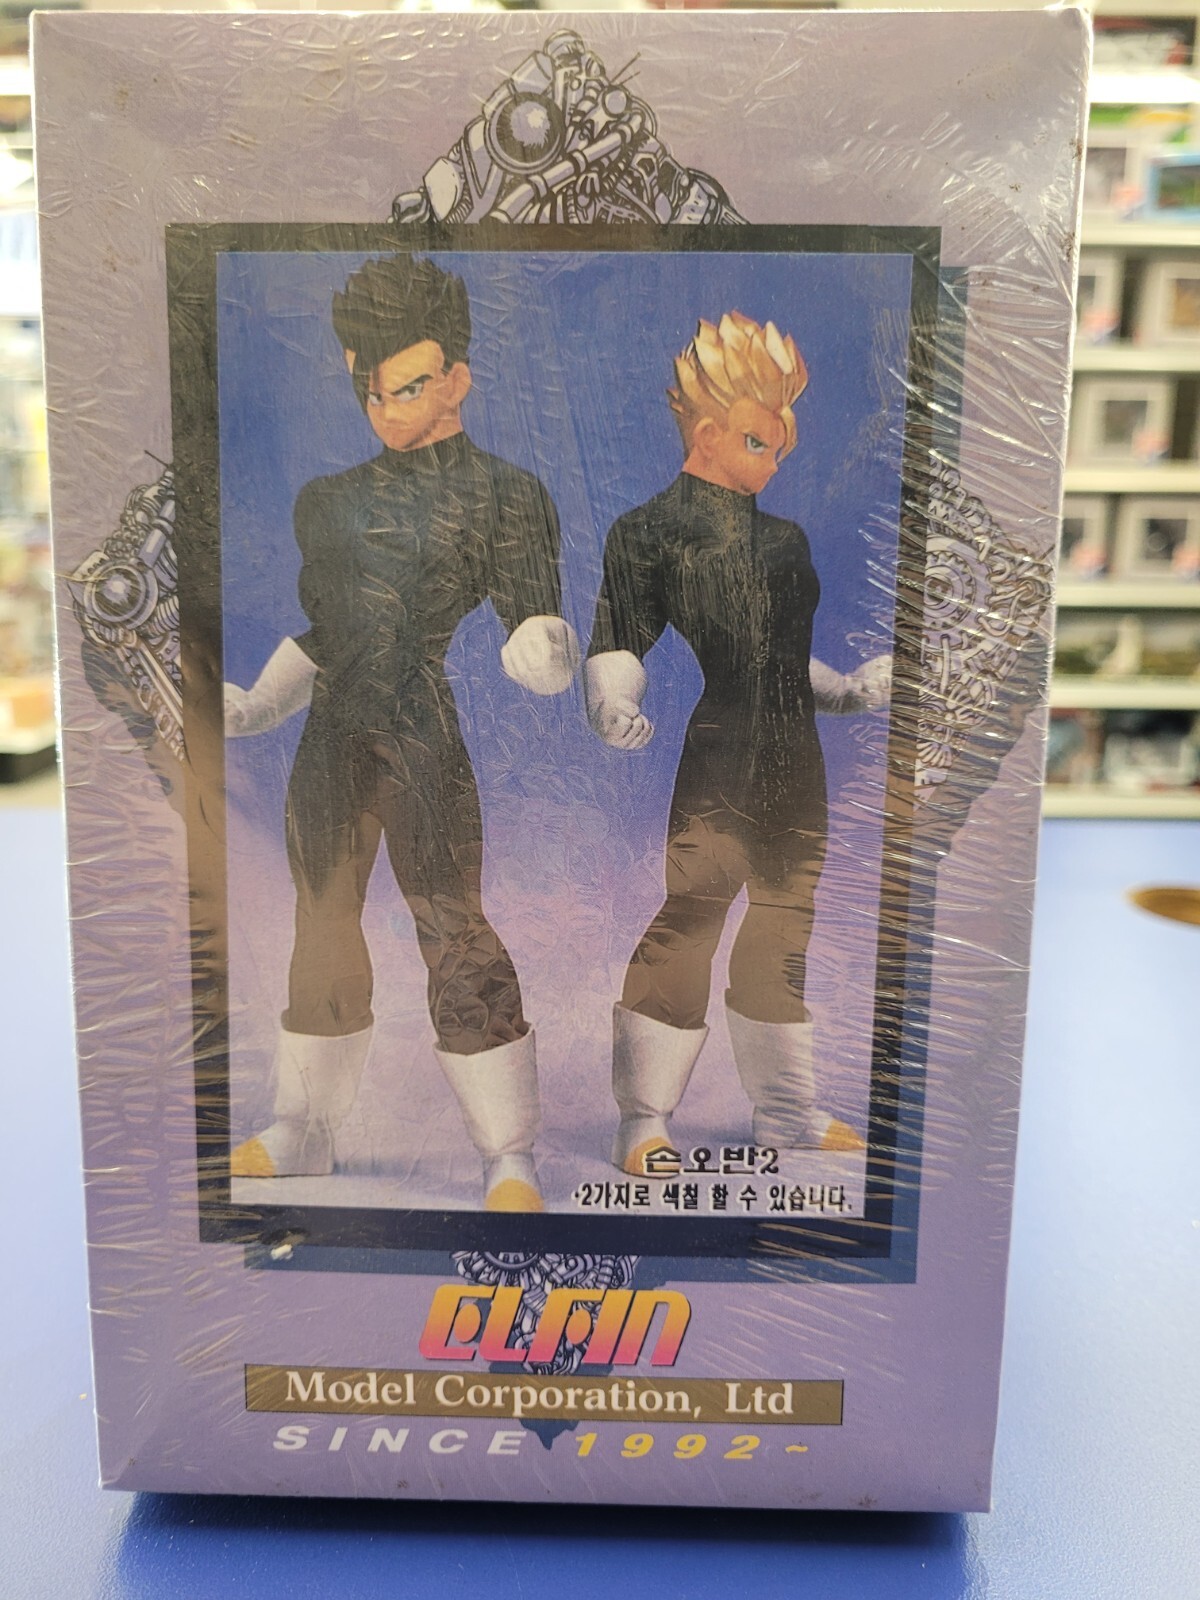 손오반2
·2가지로 색칠 할 수 있습니다.
ELFIN
Model Corporation, Ltd
SINCE 1992~